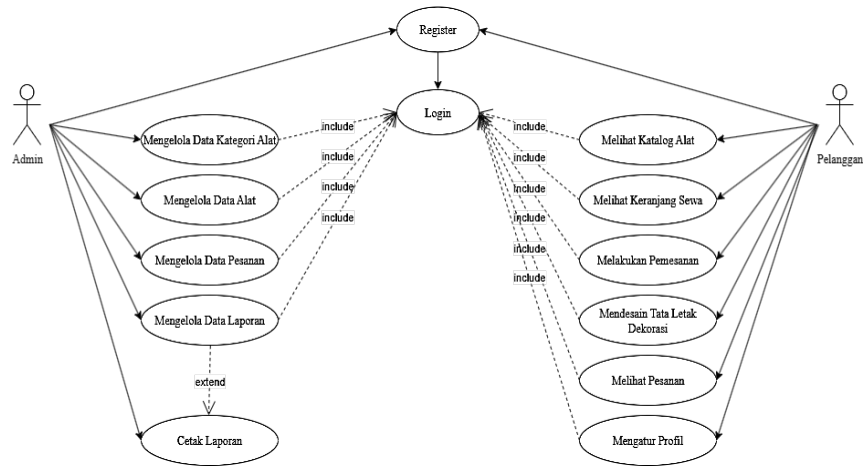 Register
Login
Admin
Pelanggan
Mengelola Data Kategori Alat
include
include
Melihat Katalog Alat
include
include
Mengelola Data Alat
include
include
Melihat Keranjang Sewa
include
include
Mengelola Data Pesanan
Melakukan Pemesanan
include
Mengelola Data Laporan
Mendesain Tata Letak
Dekorasi
extend
Melihat Pesanan
Cetak Laporan
Mengatur Profil